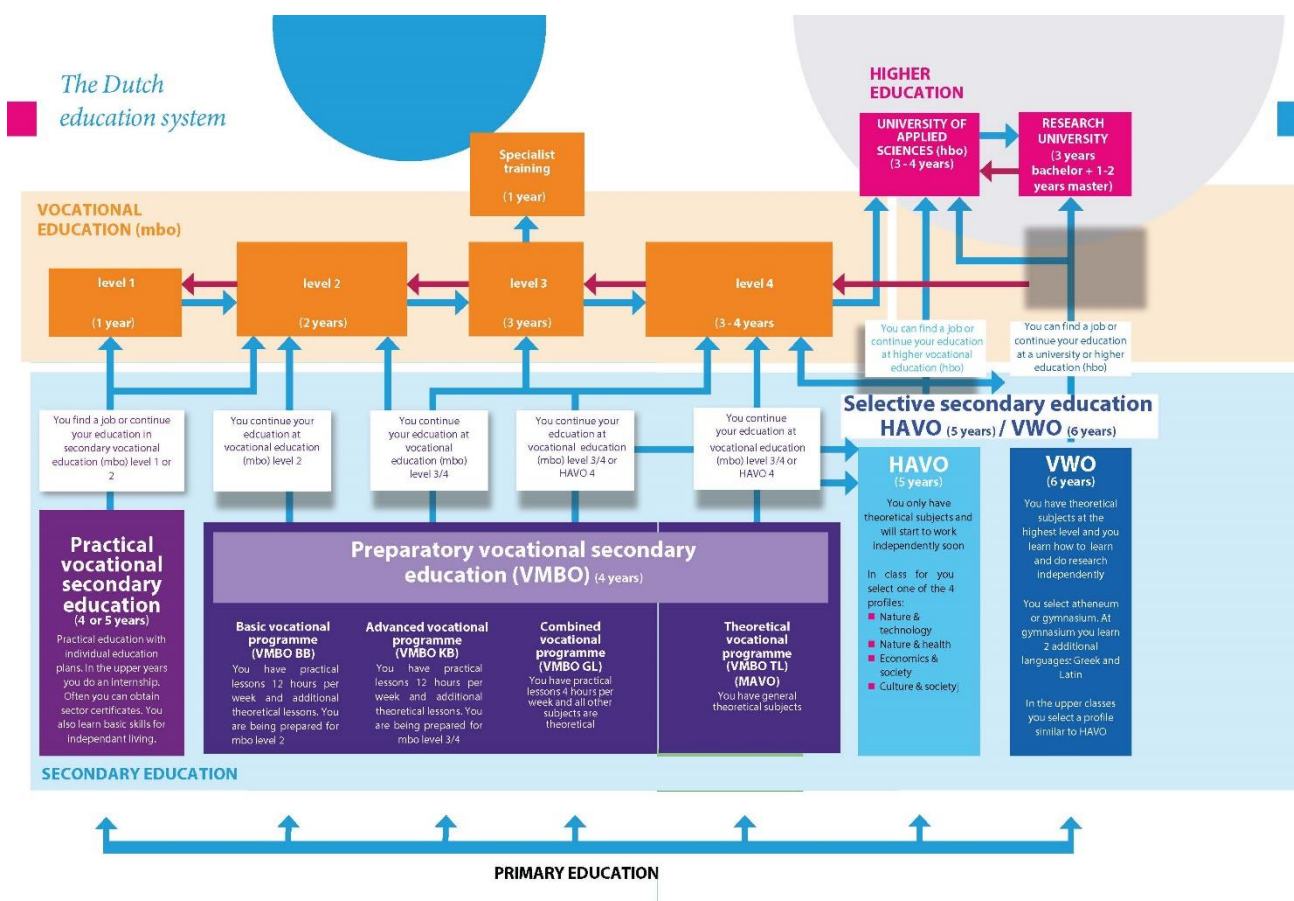 The Dutch
education system
HIGHER
EDUCATION
UNIVERSITY OF
APPLIED
SCIENCES (hbo)
(3 - 4 years)
RESEARCH
UNIVERSITY
(3 years
bachelor + 1-2
years master)
Specialist
training
(1 year)
VOCATIONAL
EDUCATION (mbo)
level 1
(1 year)
level 2
(2 years)
level 3
(3 years)
level 4
(3 - 4 years
You can find a job or
continue your education
at higher vocational
education (hbo)
You can find a job or
continue your education
at a university or higher
education (hbo)
You find a job or continue
your education in
secondary vocational
education (mbo) level 1 or
2
You continue your
edcuation at
vocational education
(mbo) level 2
You continue
your edcuation at
vocational
education (mbo)
level 3/4
You continue your
edcuation at
vocational education
(mbo) level 3/4 or
HAVO 4
You continue
your edcuation at
vocational education
(mbo) level 3/4 or
HAVO 4
Selective secondary education
HAVO (5 years) / VWO (6 years)
Practical
vocational
secondary
education
(4 or 5 years)
Practical education with
individual education
plans. In the upper years
you do an internship.
Often you can obtain
sector certificates. You
also learn basic skills for
independant living.
Preparatory vocational secondary
education (VMBO) (4 years)
Basic vocational
programme
(VMBO BB)
You have practical
lessons 12 hours per
week and additional
theoretical lessons. You
are being prepared for
mbo level 2
Advanced vocational
programme
(VMBO KB)
You have practical
lessons 12 hours per
week and additional
theoretical lessons. You
are being prepared for
mbo level 3/4
Combined
vocational
programme
(VMBO GL)
You have practical
lessons 4 hours per
week and all other
subjects are
theoretical
Theoretical
vocational
programme
(VMBO TL)
(MAVO)
You have general
theoretical subjects
HAVO
(5 years)
You only have
theoretical subjects and
will start to work
independently soon
In class for you
select one of the 4
profiles:
Nature &
technology
Nature & health
Economics &
society
Culture & society
VWO
(6 years)
You have theoretical
subjects at the
highest level and you
learn how to learn
and do research
independently
You select atheneum
or gymnasium. At
gymnasium you learn
2 additional
languages: Greek and
Latin
In the upper classes
you select a profile
similar to HAVO
SECONDARY EDUCATION
PRIMARY EDUCATION